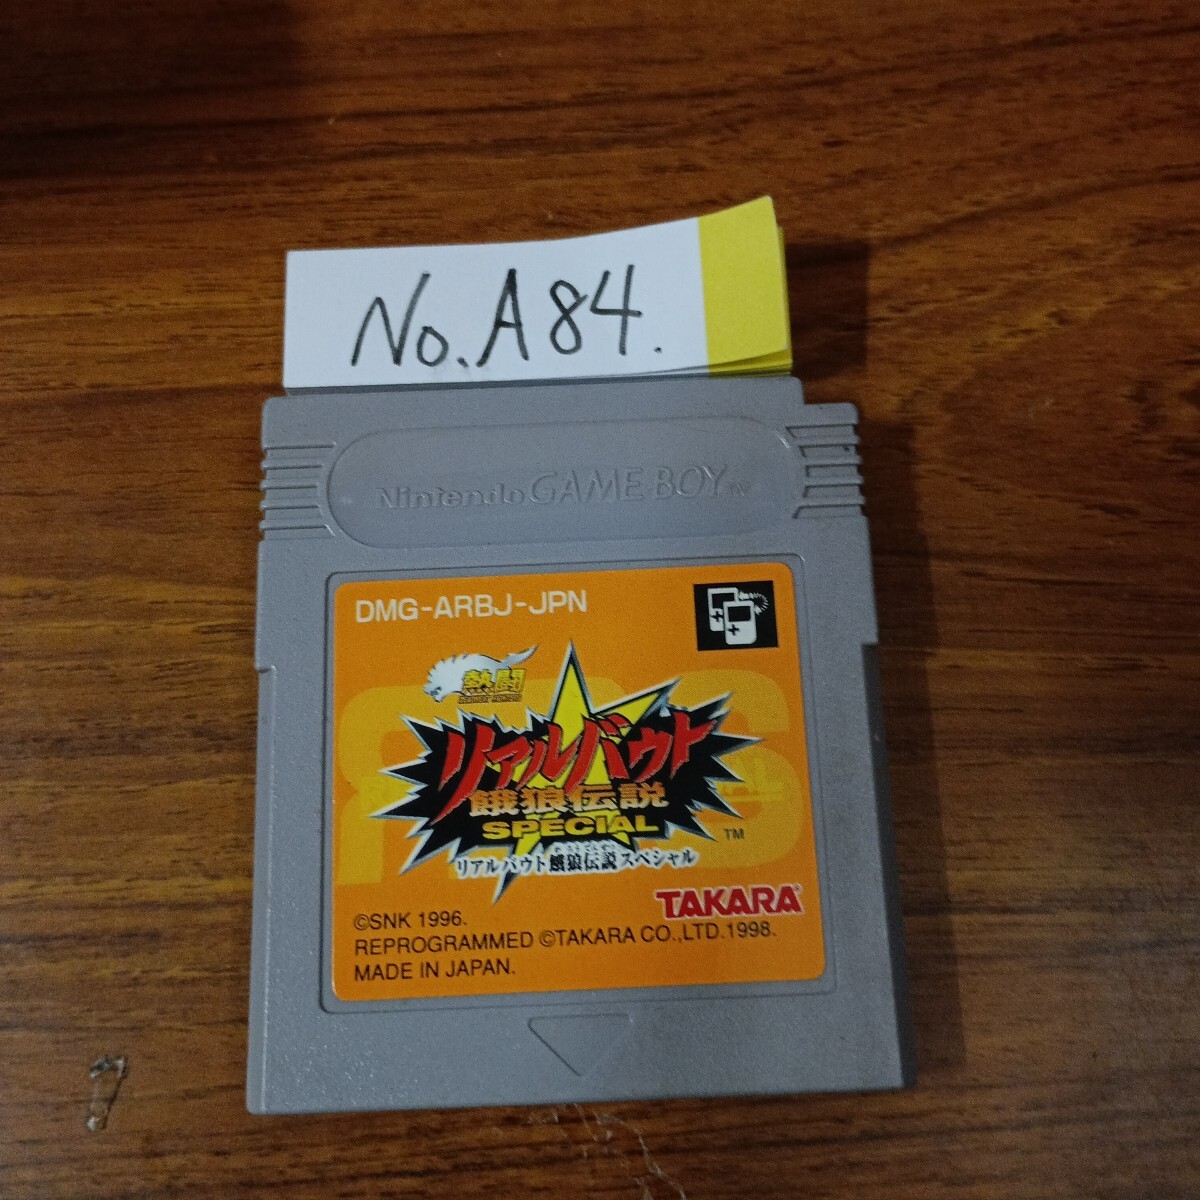 No. A84.
Nintendo GAME BOY TM
DMG-ARBJ-JPN
熱闘
リアルバウト
餓狼伝説
SPECIAL
TM
リアルバウト餓狼伝説スペシャル
TAKARA
©SNK 1996.
REPROGRAMMED ©TAKARA CO.,LTD.1998.
MADE IN JAPAN.